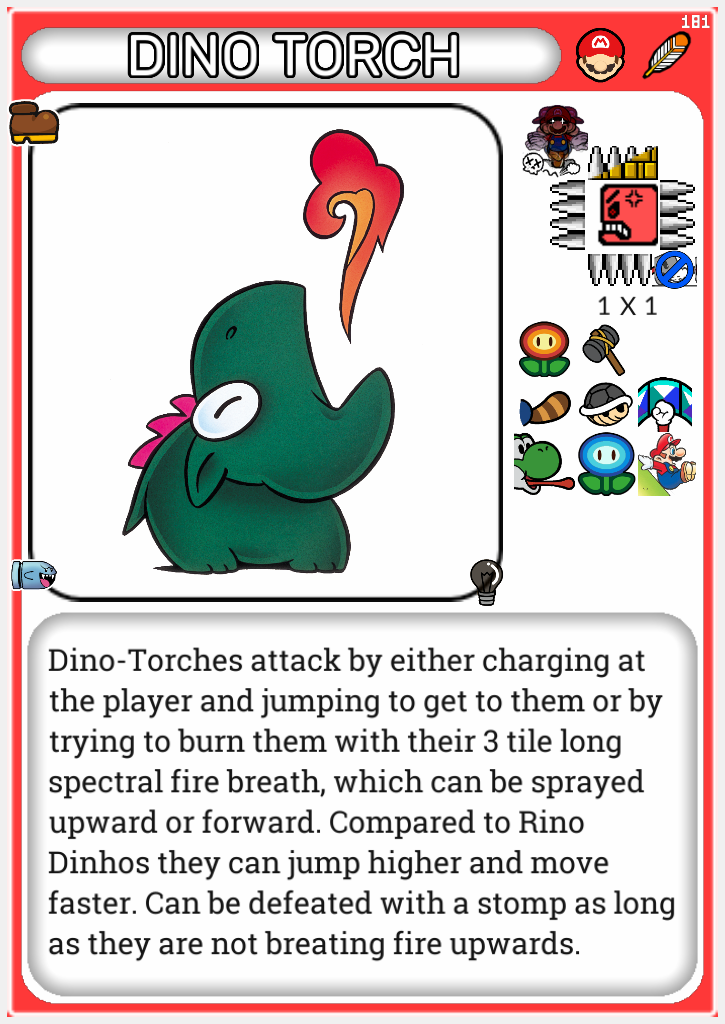 181
DINO TORCH
1 X 1
Dino-Torches attack by either charging at
the player and jumping to get to them or by
trying to burn them with their 3 tile long
spectral fire breath, which can be sprayed
upward or forward. Compared to Rino
Dinhos they can jump higher and move
faster. Can be defeated with a stomp as long
as they are not breating fire upwards.